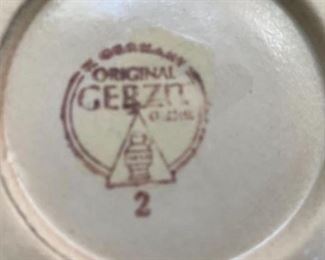 W. GERMANY
ORIGINAL
GERZIT
2